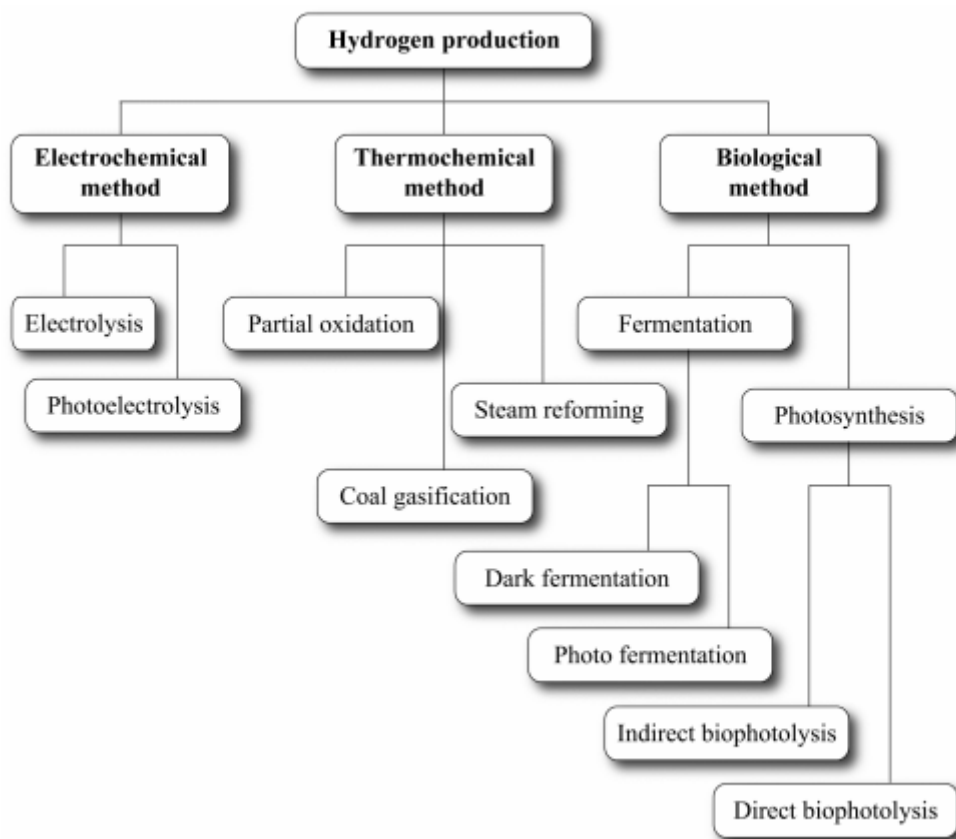 Hydrogen production
Electrochemical
method
Thermochemical
method
Biological
method
Electrolysis
Partial oxidation
Fermentation
Photoelectrolysis
Steam reforming
Photosynthesis
Coal gasification
Dark fermentation
Photo fermentation
Indirect biophotolysis
Direct biophotolysis